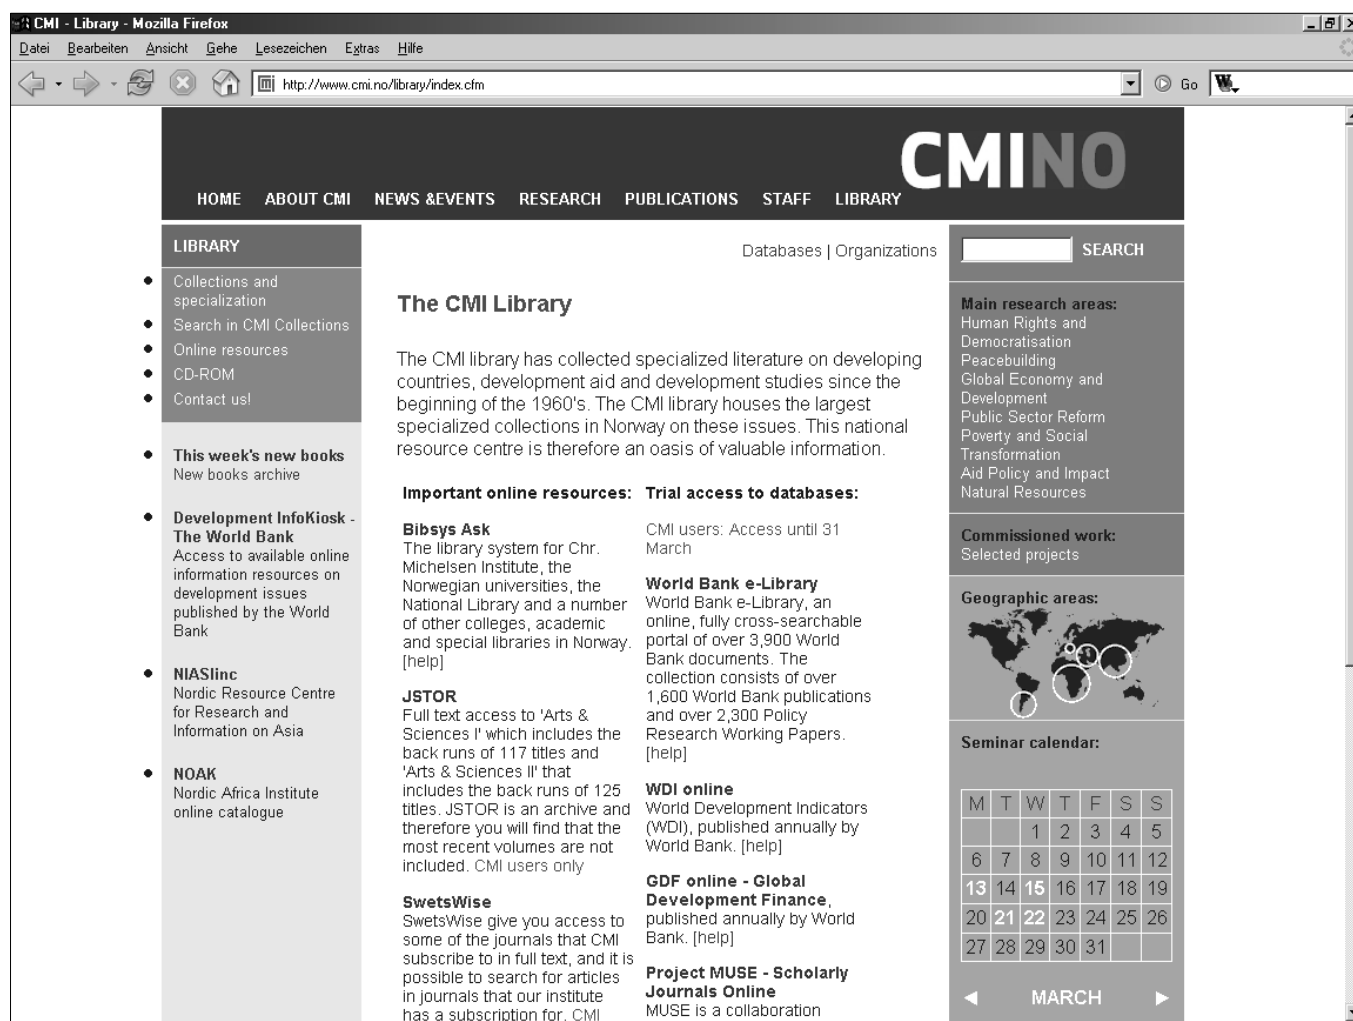 CMI - Library - Mozilla Firefox
Datei Bearbeiten Ansicht Gehe Lesezeichen Extras Hilfe
http://www.cmi.no/library/index.cfm
Go
CMINO
HOME ABOUT CMI NEWS &EVENTS RESEARCH PUBLICATIONS STAFF LIBRARY
LIBRARY
Collections and
specialization
Search in CMI Collections
Online resources
CD-ROM
Contact us!
This week's new books
New books archive
Development InfoKiosk -
The World Bank
Access to available online
information resources on
development issues
published by the World
Bank
NIASlinc
Nordic Resource Centre
for Research and
Information on Asia
NOAK
Nordic Africa Institute
online catalogue
Databases | Organizations
The CMI Library
The CMI library has collected specialized literature on developing
countries, development aid and development studies since the
beginning of the 1960's. The CMI library houses the largest
specialized collections in Norway on these issues. This national
resource centre is therefore an oasis of valuable information.
Important online resources:
Bibsys Ask
The library system for Chr.
Michelsen Institute, the
Norwegian universities, the
National Library and a number
of other colleges, academic
and special libraries in Norway.
[help]
JSTOR
Full text access to 'Arts &
Sciences I' which includes the
back runs of 117 titles and
'Arts & Sciences II' that
includes the back runs of 125
titles. JSTOR is an archive and
therefore you will find that the
most recent volumes are not
included. CMI users only
SwetsWise
SwetsWise give you access to
some of the journals that CMI
subscribe to in full text, and it is
possible to search for articles
in journals that our institute
has a subscription for. CMI
Trial access to databases:
CMI users: Access until 31
March
World Bank e-Library
World Bank e-Library, an
online, fully cross-searchable
portal of over 3,900 World
Bank documents. The
collection consists of over
1,600 World Bank publications
and over 2,300 Policy
Research Working Papers.
[help]
WDI online
World Development Indicators
(WDI), published annually by
World Bank. [help]
GDF online - Global
Development Finance,
published annually by World
Bank. [help]
Project MUSE - Scholarly
Journals Online
MUSE is a collaboration
SEARCH
Main research areas:
Human Rights and
Democratisation
Peacebuilding
Global Economy and
Development
Public Sector Reform
Poverty and Social
Transformation
Aid Policy and Impact
Natural Resources
Commissioned work:
Selected projects
Geographic areas:
Seminar calendar:
M T W T F S S
1 2 3 4 5
6 7 8 9 10 11 12
13 14 15 16 17 18 19
20 21 22 23 24 25 26
27 28 29 30 31
MARCH